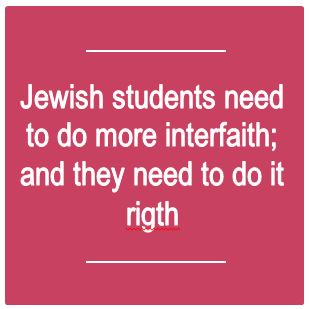 Jewish students need
to do more interfaith;
and they need to do it
rigth